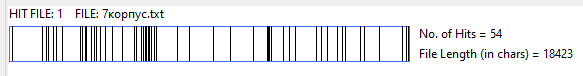 HIT FILE: 1 FILE: 7корпус.txt
No. of Hits = 54
File Length (in chars) = 18423